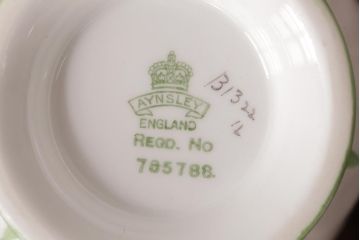 AYNSLEY
ENGLAND
REGD. No
785788.
B1322
12